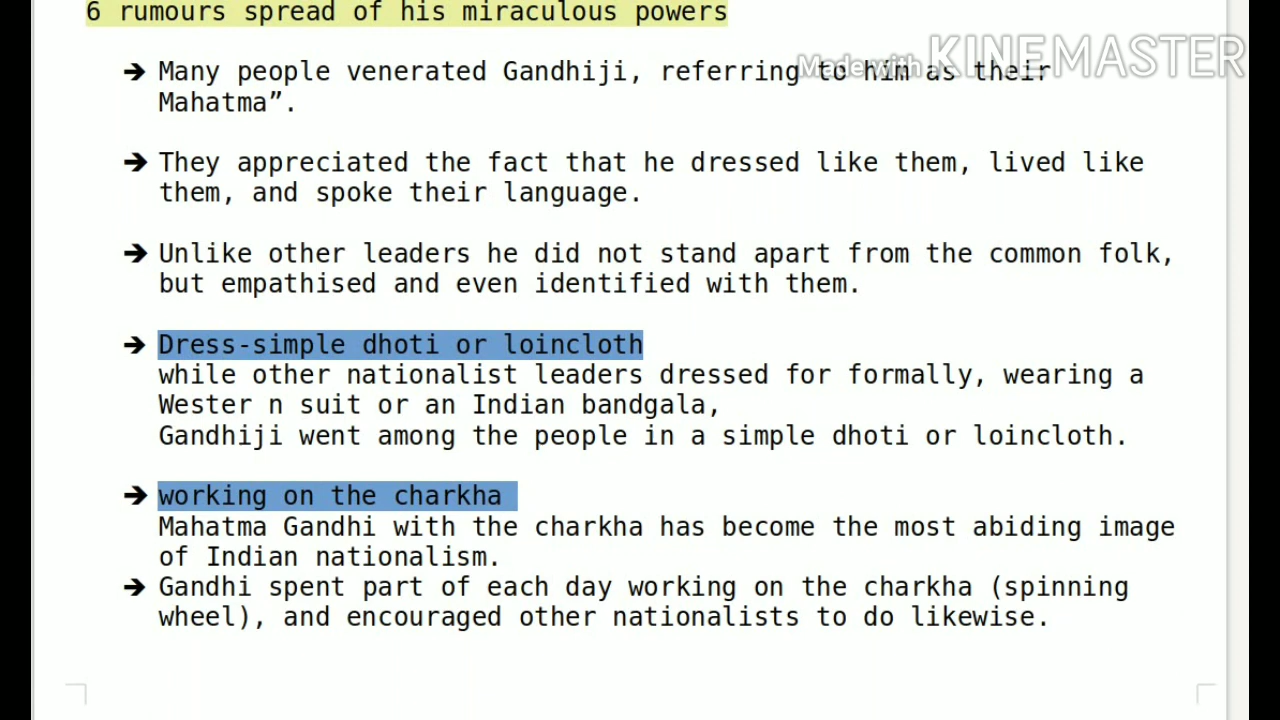 6 rumours spread of his miraculous powers
➔ Many people venerated Gandhiji, referring to him as their
Mahatma”.
➔ They appreciated the fact that he dressed like them, lived like
them, and spoke their language.
➔ Unlike other leaders he did not stand apart from the common folk,
but empathised and even identified with them.
➔ Dress-simple dhoti or loincloth
while other nationalist leaders dressed for formally, wearing a
Wester n suit or an Indian bandgala,
Gandhiji went among the people in a simple dhoti or loincloth.
➔ working on the charkha
Mahatma Gandhi with the charkha has become the most abiding image
of Indian nationalism.
➔ Gandhi spent part of each day working on the charkha (spinning
wheel), and encouraged other nationalists to do likewise.
Made with KINEMASTER